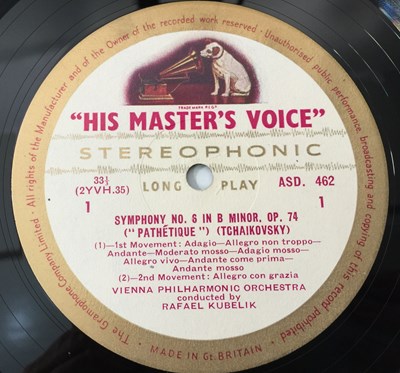 All rights of the Manufacturer and of the Owner of the recorded work reserved · Unauthorised public performance, broadcasting and copying of this record prohibited
The Gramophone Company Limited ·
TRADE MARK
"HIS MASTER'S VOICE"
STEREOPHONIC
33⅓
(2YVH.35)
LONG PLAY
ASD. 462
1
1
SYMPHONY NO. 6 IN B MINOR, OP. 74
("PATHÉTIQUE") (TCHAIKOVSKY)
(1)—1st Movement: Adagio—Allegro non troppo—
Andante—Moderato mosso—Adagio mosso—
Allegro vivo—Andante come prima—
Andante mosso
(2)—2nd Movement: Allegro con grazia
VIENNA PHILHARMONIC ORCHESTRA
conducted by
RAFAEL KUBELIK
MADE IN Gt. BRITAIN